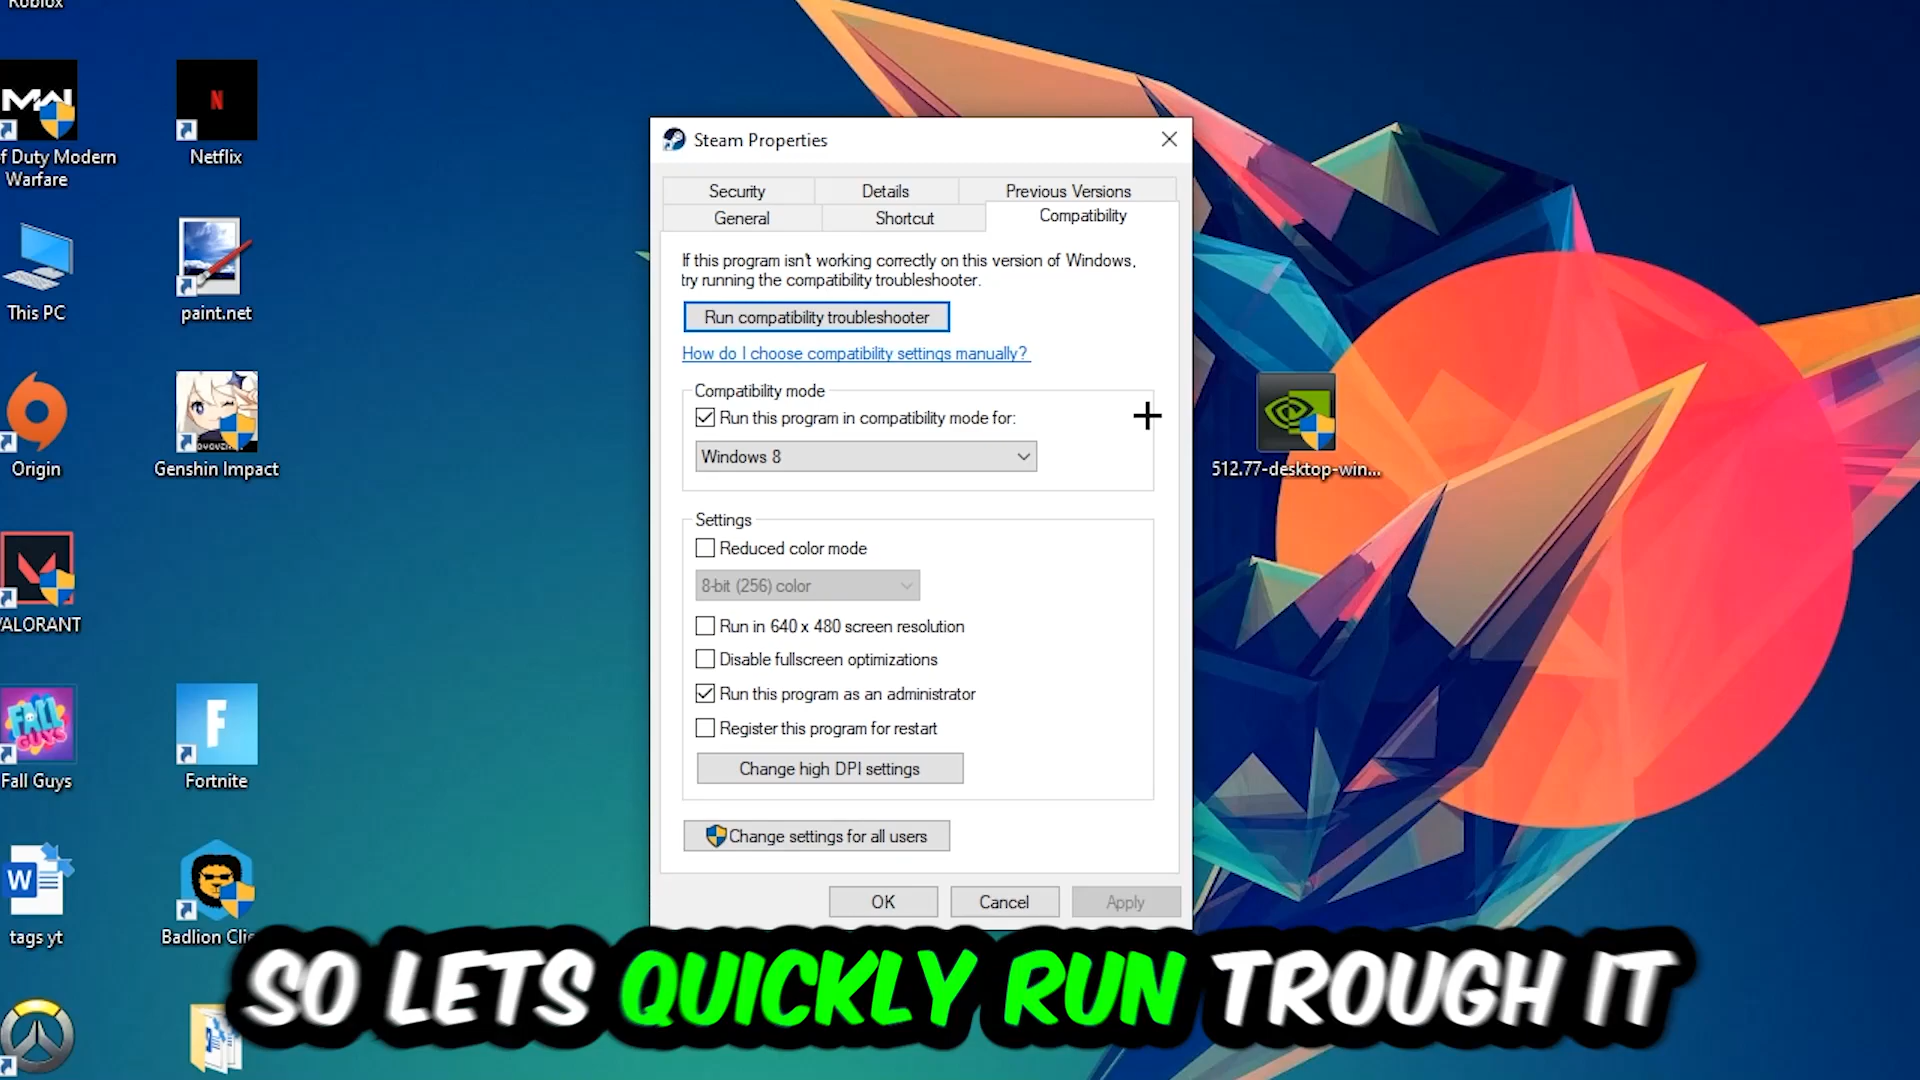 Roblox
MW
f Duty Modern
Warfare
N
Netflix
This PC
paint.net
Origin
Genshin Impact
VALORANT
FALL
GUYS
Fall Guys
F
Fortnite
W
tags yt
Badlion Clie
Steam Properties
Security
Details
Previous Versions
General
Shortcut
Compatibility
If this program isn't working correctly on this version of Windows,
try running the compatibility troubleshooter.
Run compatibility troubleshooter
How do I choose compatibility settings manually?
Compatibility mode
Run this program in compatibility mode for:
Windows 8
Settings
Reduced color mode
8-bit (256) color
Run in 640 x 480 screen resolution
Disable fullscreen optimizations
Run this program as an administrator
Register this program for restart
Change high DPI settings
Change settings for all users
OK
Cancel
Apply
512.77-desktop-win...
SO LETS QUICKLY RUN TROUGH IT